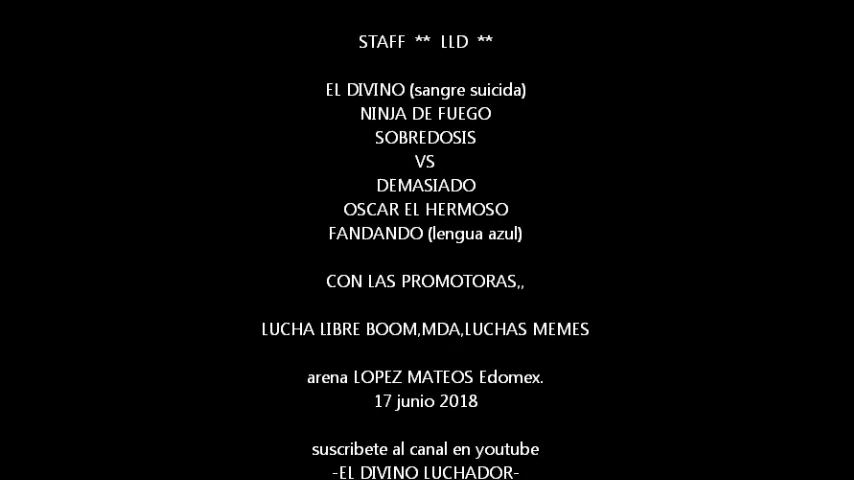 STAFF ** LLD **
EL DIVINO (sangre suicida)
NINJA DE FUEGO
SOBREDOSIS
VS
DEMASIADO
OSCAR EL HERMOSO
FANDANDO (lengua azul)
CON LAS PROMOTORAS,,
LUCHA LIBRE BOOM,MDA,LUCHAS MEMES
arena LOPEZ MATEOS Edomex.
17 junio 2018
suscribete al canal en youtube
-EL DIVINO LUCHADOR-